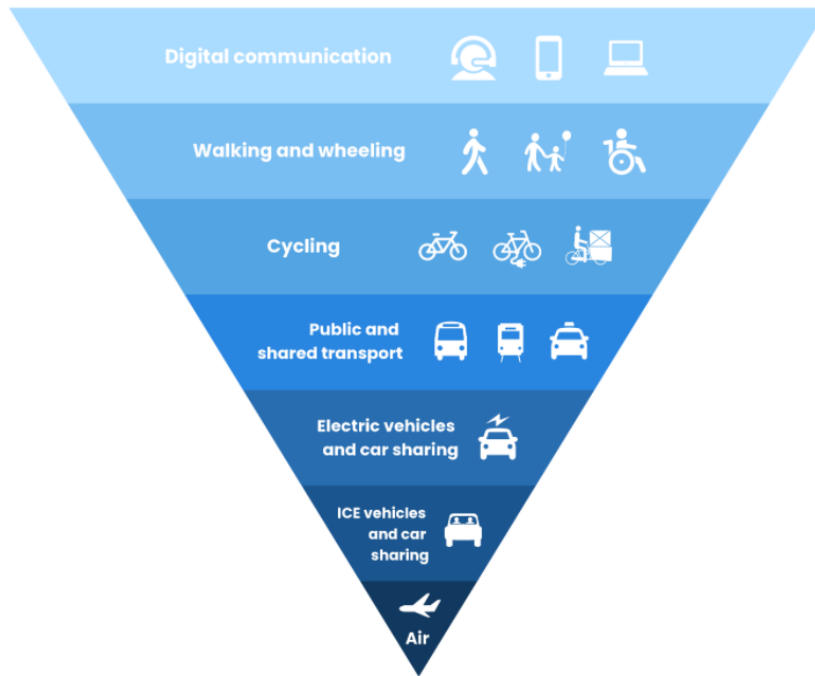 Digital communication
Walking and wheeling
Cycling
Public and
shared transport
Electric vehicles
and car sharing
ICE vehicles
and car
sharing
Air